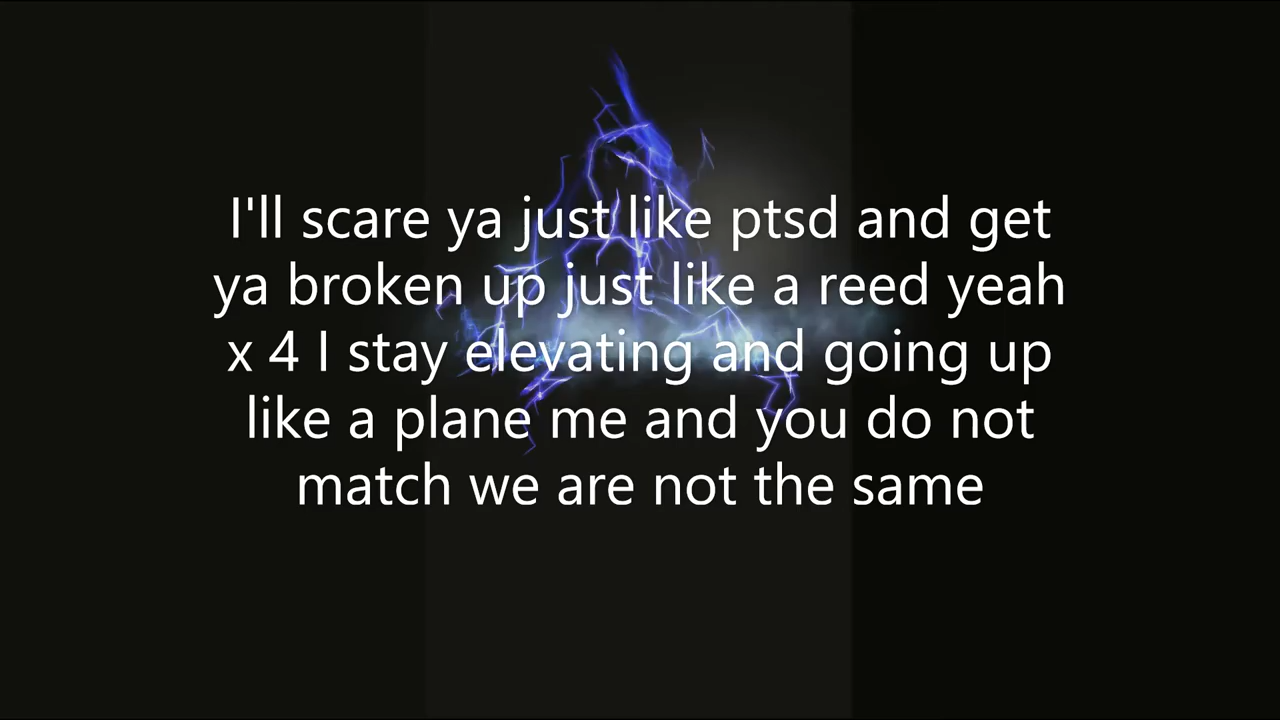 I'll scare ya just like ptsd and get
ya broken up just like a reed yeah
x 4 I stay elevating and going up
like a plane me and you do not
match we are not the same